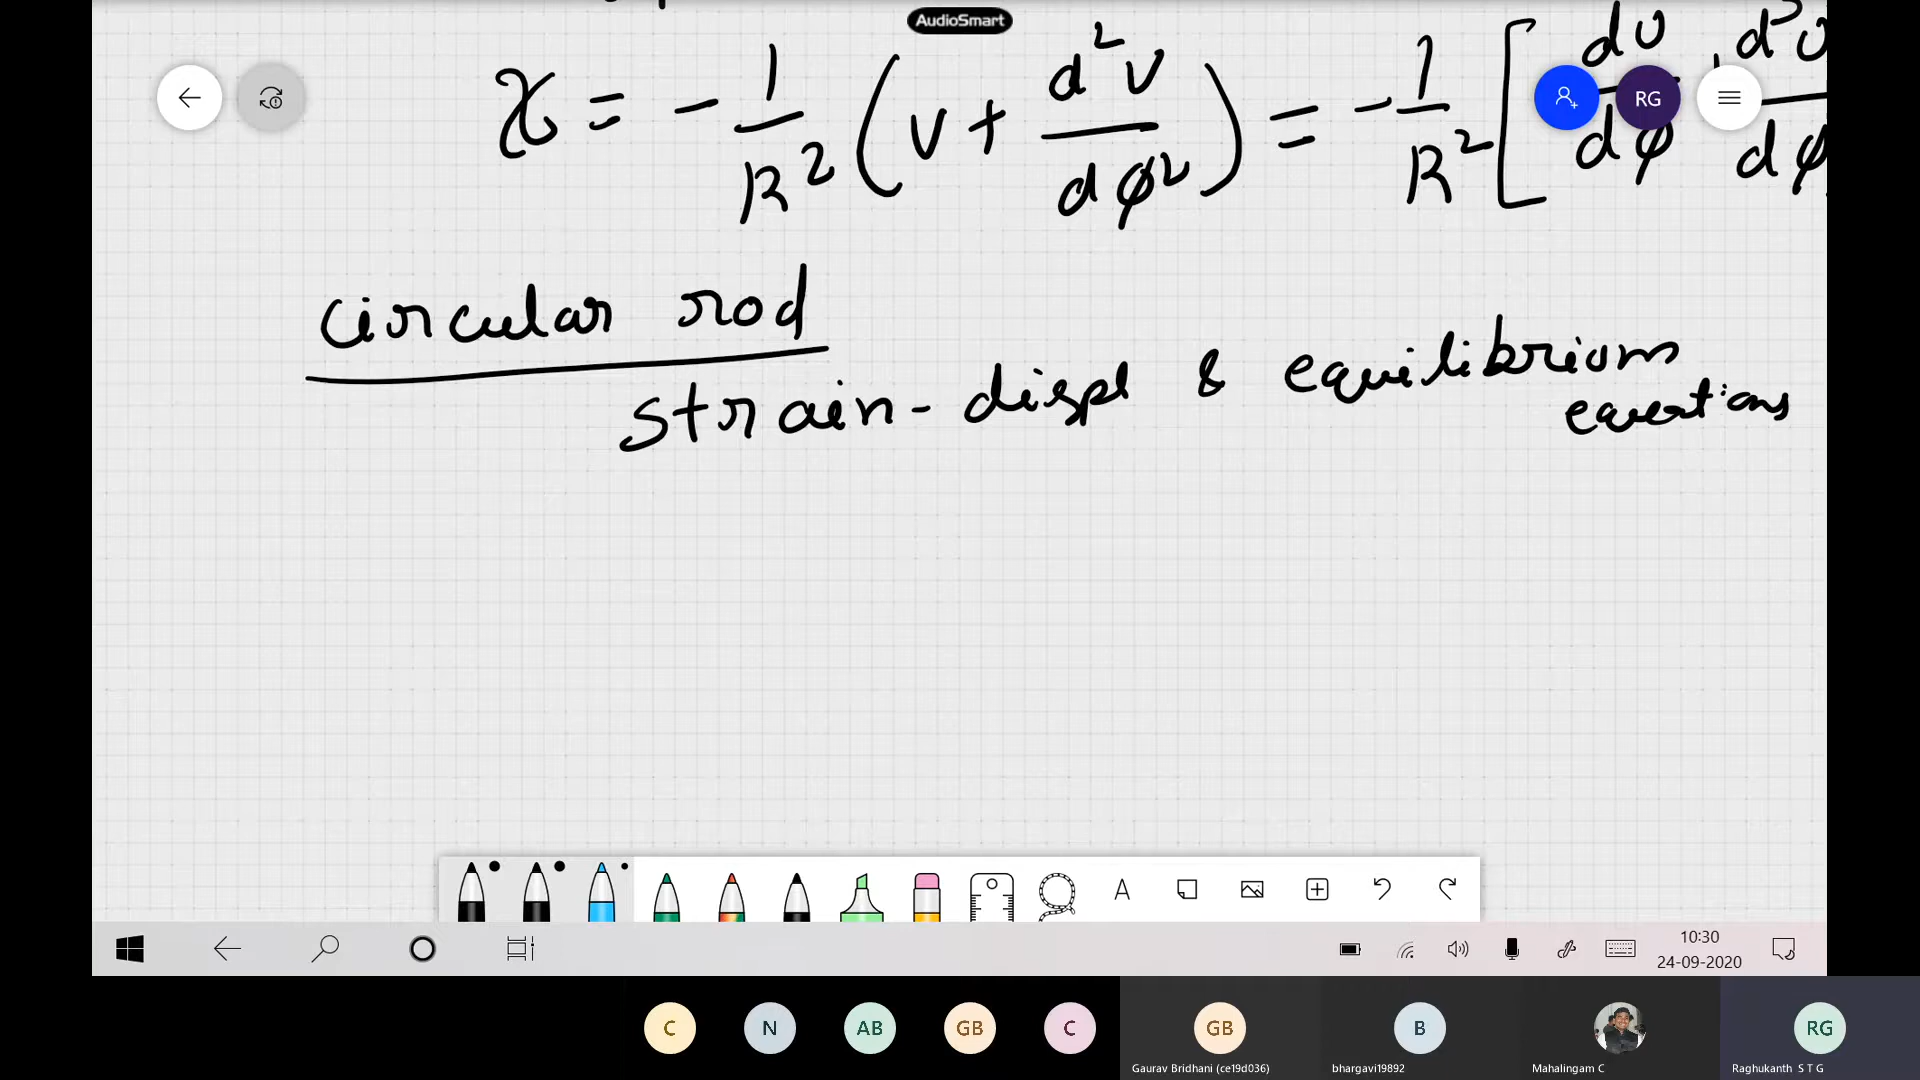 AudioSmart
χ = - 1/R² ( v + d²v/dφ² ) = - 1/R² [ dv/dφ
RG
circular rod
strain-displ & equilibrium
equations
A
10:30
24-09-2020
C N AB GB C GB B RG
Gaurav Bridhani (ce19d036) bhargavi19892 Mahalingam C Raghukanth S T G